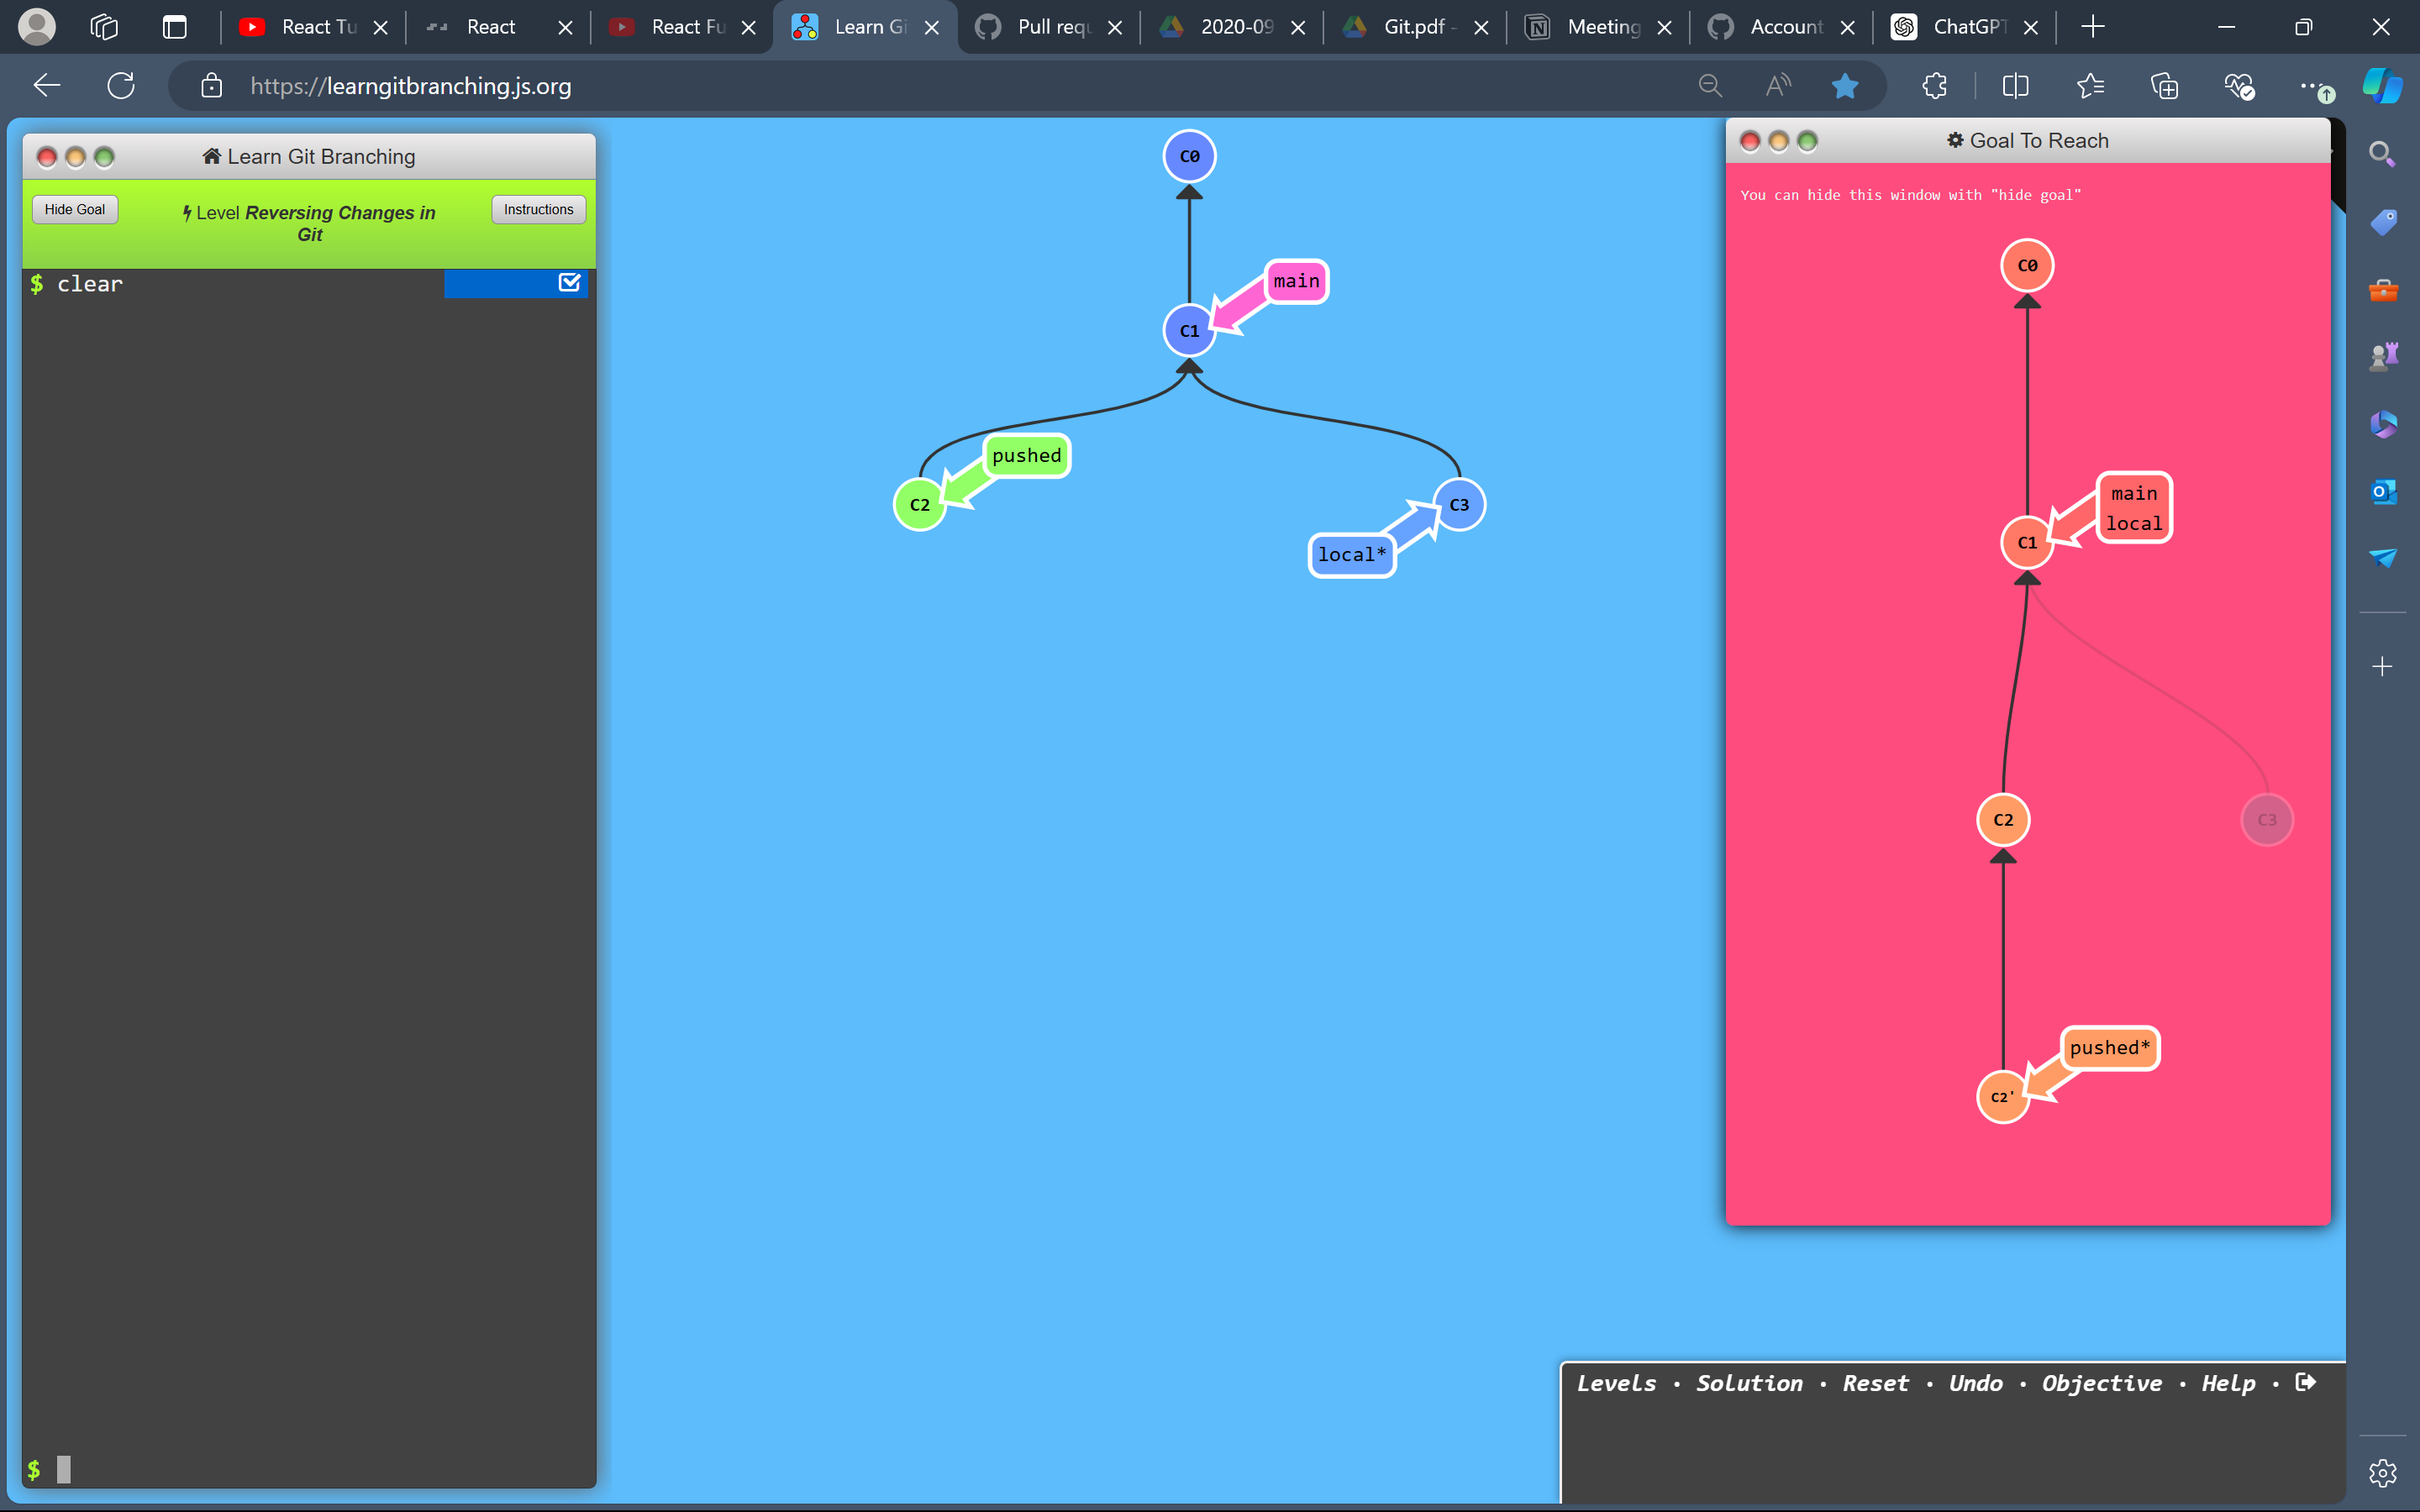 React Tu
React
React Fu
Learn Gi
Pull requ
2020-09
Git.pdf -
Meeting
Account
ChatGPT
https://learngitbranching.js.org
Learn Git Branching
Hide Goal
Level Reversing Changes in
Git
Instructions
$ clear
$
C0
main
C1
pushed
C2
C3
local*
Goal To Reach
You can hide this window with "hide goal"
C0
main
local
C1
C2
C3
pushed*
C2'
Levels · Solution · Reset · Undo · Objective · Help ·